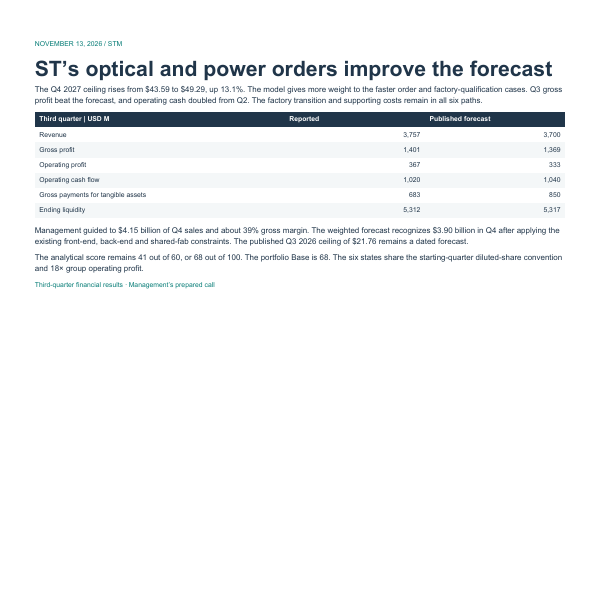 NOVEMBER 13, 2026 / STM
ST’s optical and power orders improve the forecast
The Q4 2027 ceiling rises from $43.59 to $49.29, up 13.1%. The model gives more weight to the faster order and factory-qualification cases. Q3 gross
profit beat the forecast, and operating cash doubled from Q2. The factory transition and supporting costs remain in all six paths.
Third quarter | USD M Reported Published forecast
Revenue 3,757 3,700
Gross profit 1,401 1,369
Operating profit 367 333
Operating cash flow 1,020 1,040
Gross payments for tangible assets 683 850
Ending liquidity 5,312 5,317
Management guided to $4.15 billion of Q4 sales and about 39% gross margin. The weighted forecast recognizes $3.90 billion in Q4 after applying the
existing front-end, back-end and shared-fab constraints. The published Q3 2026 ceiling of $21.76 remains a dated forecast.
The analytical score remains 41 out of 60, or 68 out of 100. The portfolio Base is 68. The six states share the starting-quarter diluted-share convention
and 18× group operating profit.
Third-quarter financial results · Management’s prepared call